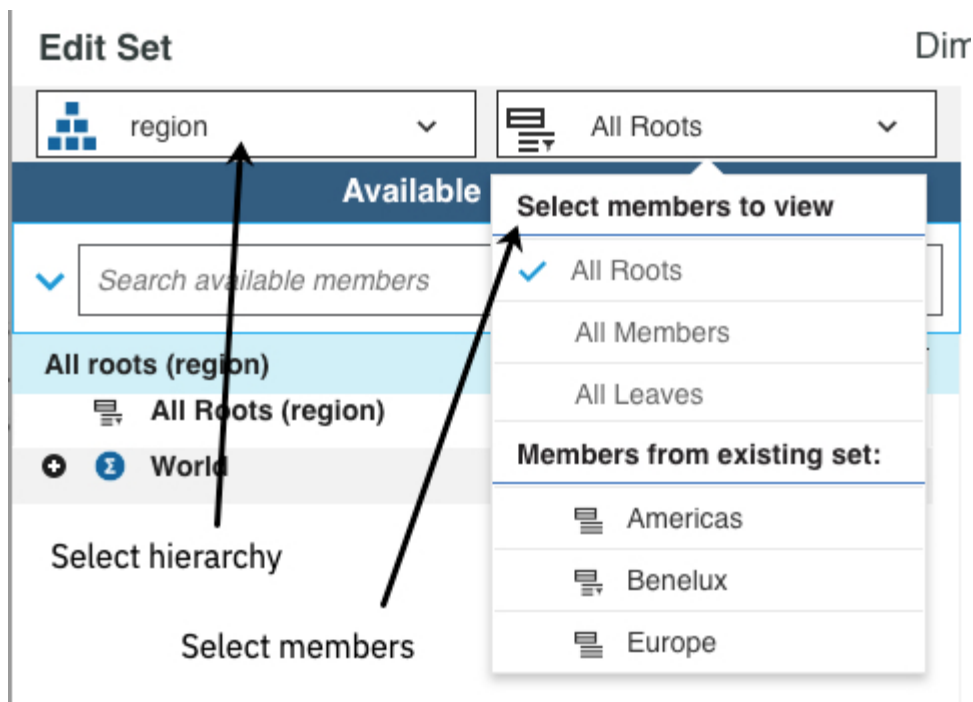 Edit Set
Dim
region
All Roots
Available
Select members to view
Search available members
All Roots
All Members
All roots (region)
All Leaves
All Roots (region)
World
Members from existing set:
Americas
Select hierarchy
Benelux
Select members
Europe